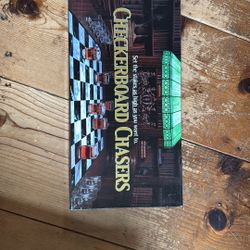 Set the stakes as high as you want to.
CHECKERBOARD CHASERS